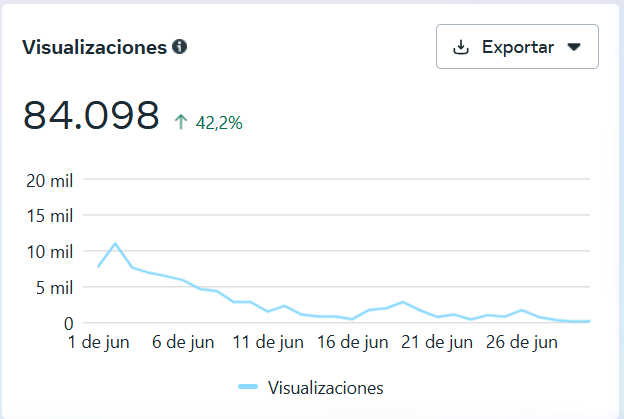 Visualizaciones
Exportar
84.098 ↑ 42,2%
20 mil
15 mil
10 mil
5 mil
0
1 de jun 6 de jun 11 de jun 16 de jun 21 de jun 26 de jun
Visualizaciones